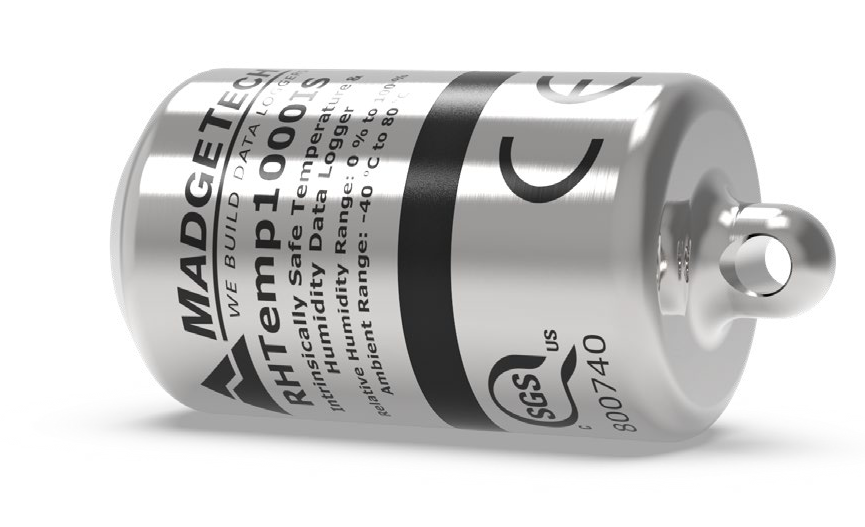 MADGETECH
WE BUILD DATA LOGGERS
RHTemp1000IS
Intrinsically Safe Temperature &
Humidity Data Logger
Relative Humidity Range: 0 % to 100 %
Ambient Range: -40 °C to 80 °C
CE
SGS
C US
800740